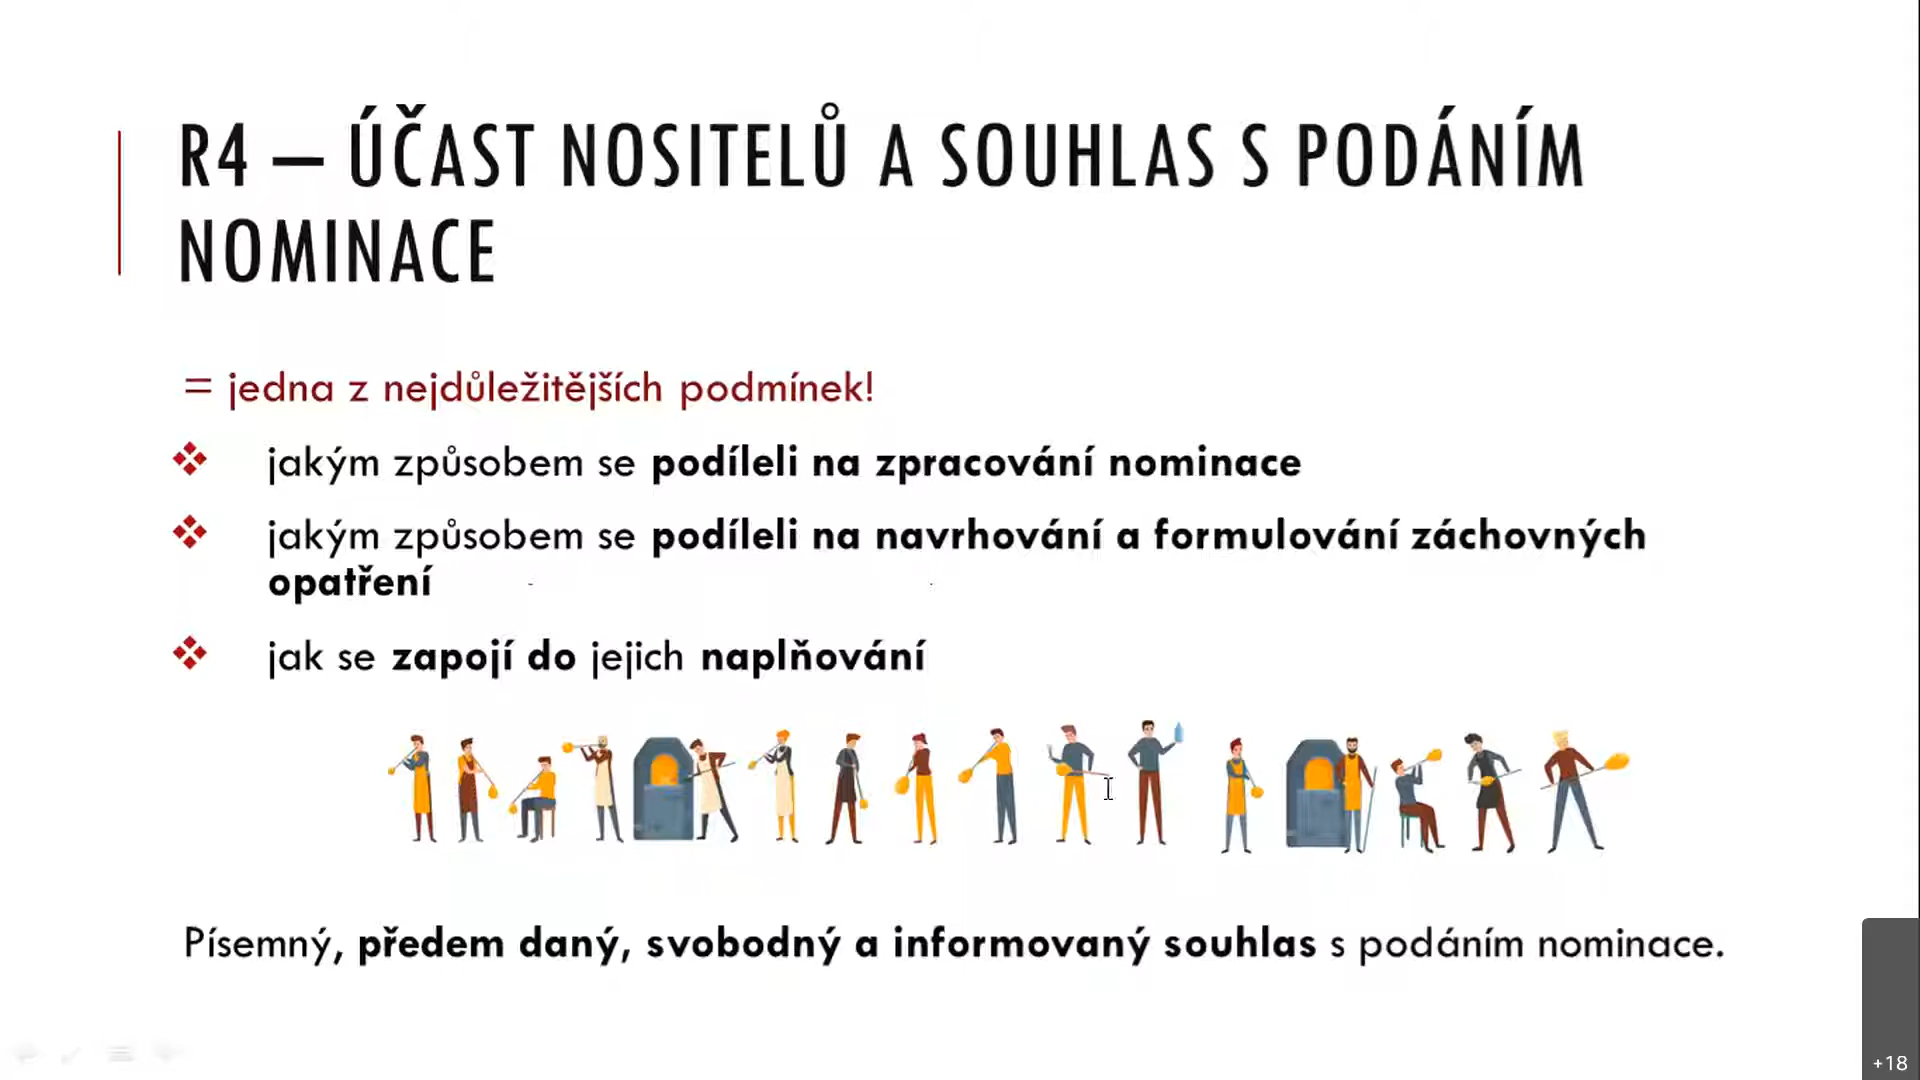 R4 – ÚČAST NOSITELŮ A SOUHLAS S PODÁNÍM
NOMINACE
= jedna z nejdůležitějších podmínek!
❖ jakým způsobem se podíleli na zpracování nominace
❖ jakým způsobem se podíleli na navrhování a formulování záchovných
opatření
❖ jak se zapojí do jejich naplňování
Písemný, předem daný, svobodný a informovaný souhlas s podáním nominace.
+18